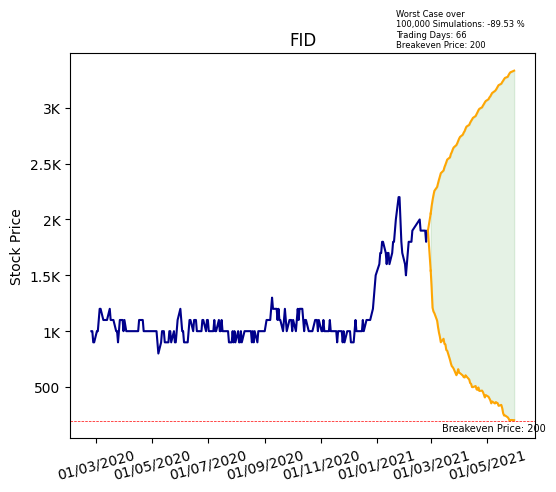 Worst Case over
100,000 Simulations: -89.53 %
Trading Days: 66
Breakeven Price: 200
FID
Stock Price
3K
2.5K
2K
1.5K
1K
500
Breakeven Price: 200
01/03/2020
01/05/2020
01/07/2020
01/09/2020
01/11/2020
01/01/2021
01/03/2021
01/05/2021